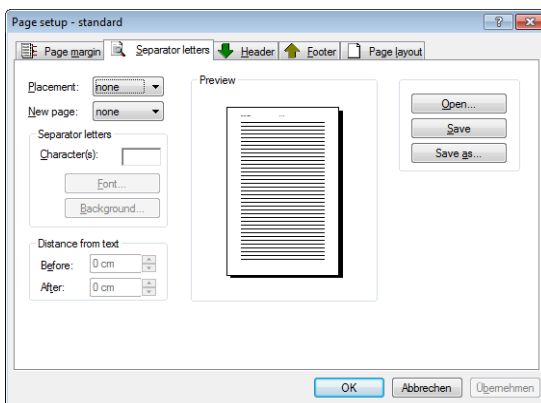 Page setup - standard
Page margin Separator letters Header Footer Page layout
Placement: none
New page: none
Separator letters
Character(s):
Font...
Background...
Distance from text
Before: 0 cm
After: 0 cm
Preview
Open...
Save
Save as...
OK Abbrechen Übernehmen